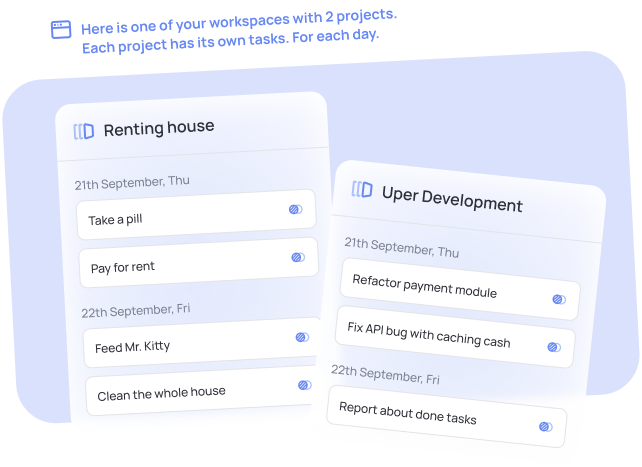 Here is one of your workspaces with 2 projects.
Each project has its own tasks. For each day.
Renting house
21th September, Thu
Take a pill
Pay for rent
22th September, Fri
Feed Mr. Kitty
Clean the whole house
Uper Development
21th September, Thu
Refactor payment module
Fix API bug with caching cash
22th September, Fri
Report about done tasks